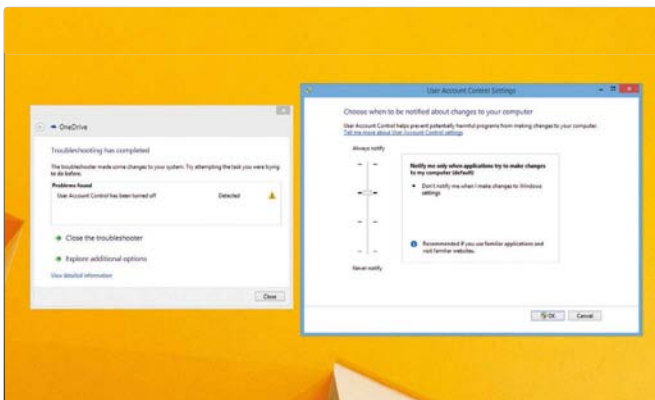 OneDrive
Troubleshooting has completed
The troubleshooter made some changes to your system. Try attempting the task you were trying
to do before.
Problems found
User Account Control has been turned off
Detected
Close the troubleshooter
Explore additional options
View detailed information
Close
User Account Control Settings
Choose when to be notified about changes to your computer
User Account Control helps prevent potentially harmful programs from making changes to your computer.
Tell me more about User Account Control settings
Always notify
Notify me only when applications try to make changes
to my computer (default)
Don't notify me when I make changes to Windows
settings
Recommended if you use familiar applications and
visit familiar websites.
Never notify
OK
Cancel